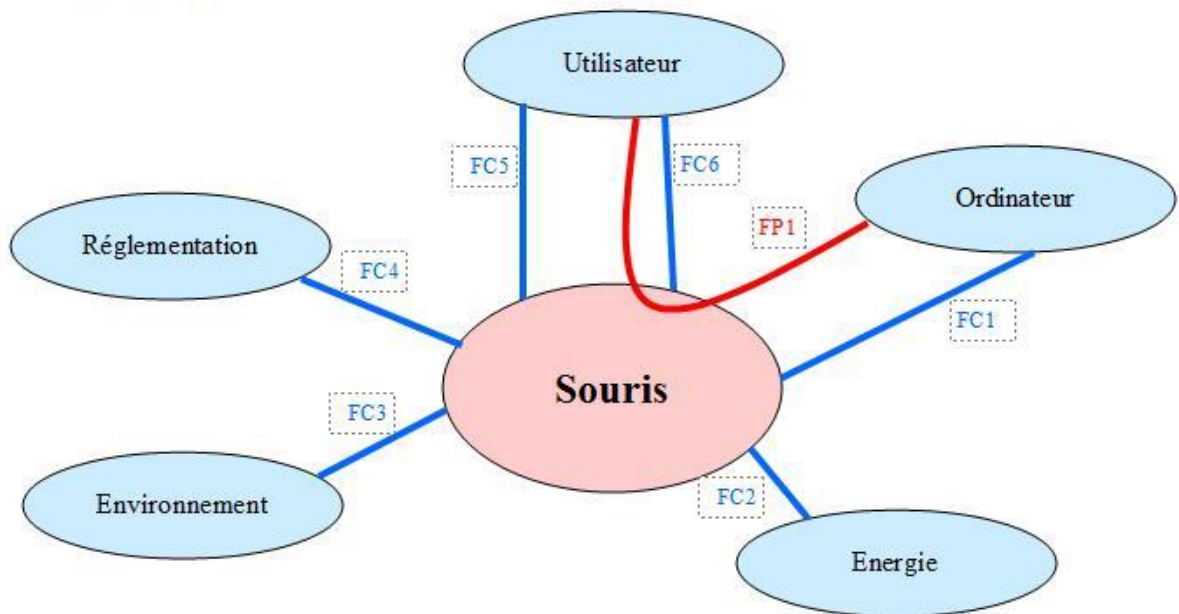 Utilisateur
FC5
FC6
Ordinateur
FP1
Réglementation
FC4
FC1
Souris
FC3
Environnement
FC2
Energie